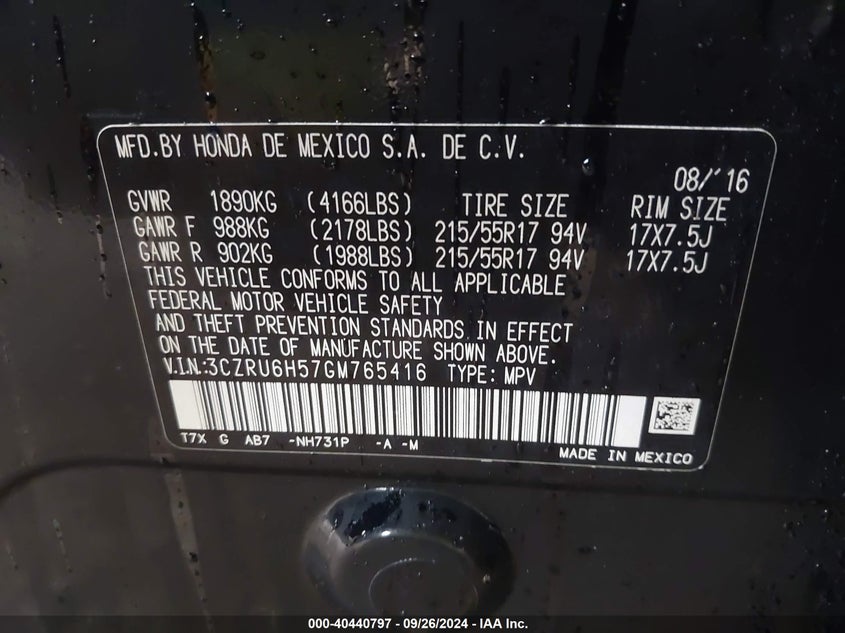 MFD.BY HONDA DE MEXICO S.A. DE C.V.
08/'16
GVWR 1890KG (4166LBS) TIRE SIZE RIM SIZE
GAWR F 988KG (2178LBS) 215/55R17 94V 17X7.5J
GAWR R 902KG (1988LBS) 215/55R17 94V 17X7.5J
THIS VEHICLE CONFORMS TO ALL APPLICABLE
FEDERAL MOTOR VEHICLE SAFETY
AND THEFT PREVENTION STANDARDS IN EFFECT
ON THE DATE OF MANUFACTURE SHOWN ABOVE.
V.I.N.:3CZRU6H57GM765416 TYPE: MPV
T7X G AB7 -NH731P -A -M
MADE IN MEXICO
000-40440797 - 09/26/2024 - IAA Inc.